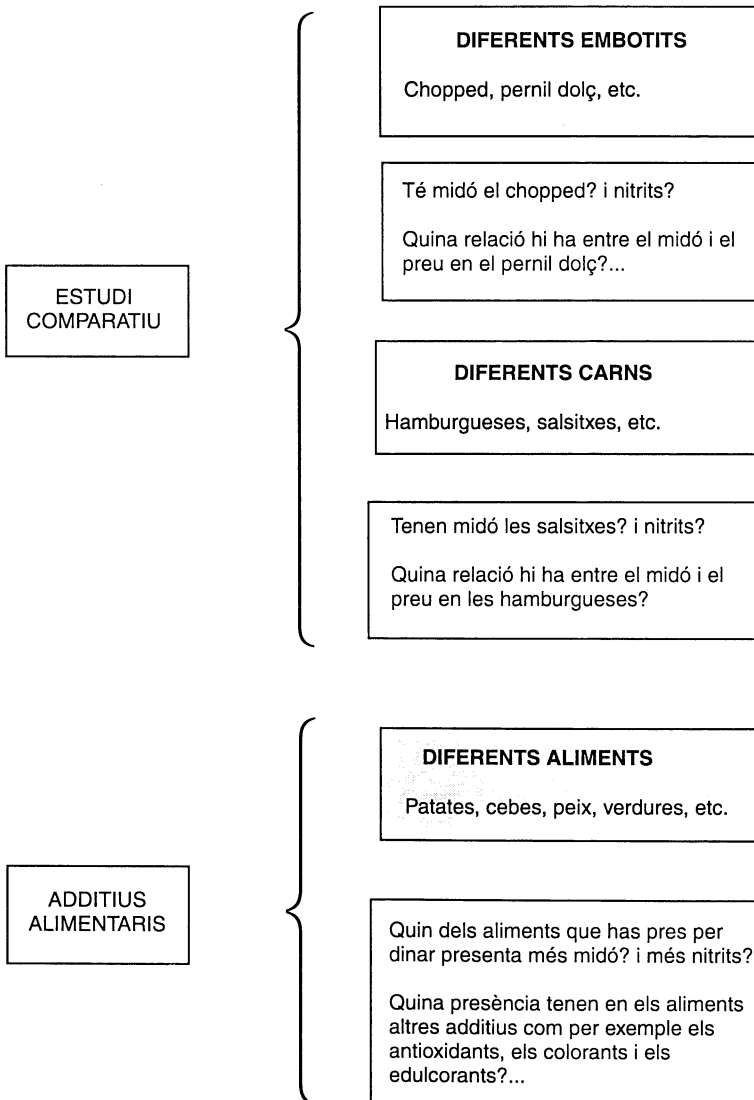 DIFERENTS EMBOTITS
Chopped, pernil dolç, etc.
Té midó el chopped? i nitrits?
Quina relació hi ha entre el midó i el
preu en el pernil dolç?...
ESTUDI
COMPARATIU
DIFERENTS CARNS
Hamburgueses, salsitxes, etc.
Tenen midó les salsitxes? i nitrits?
Quina relació hi ha entre el midó i el
preu en les hamburgueses?
DIFERENTS ALIMENTS
Patates, cebes, peix, verdures, etc.
ADDITIUS
ALIMENTARIS
Quin dels aliments que has pres per
dinar presenta més midó? i més nitrits?
Quina presència tenen en els aliments
altres additius com per exemple els
antioxidants, els colorants i els
edulcorants?...